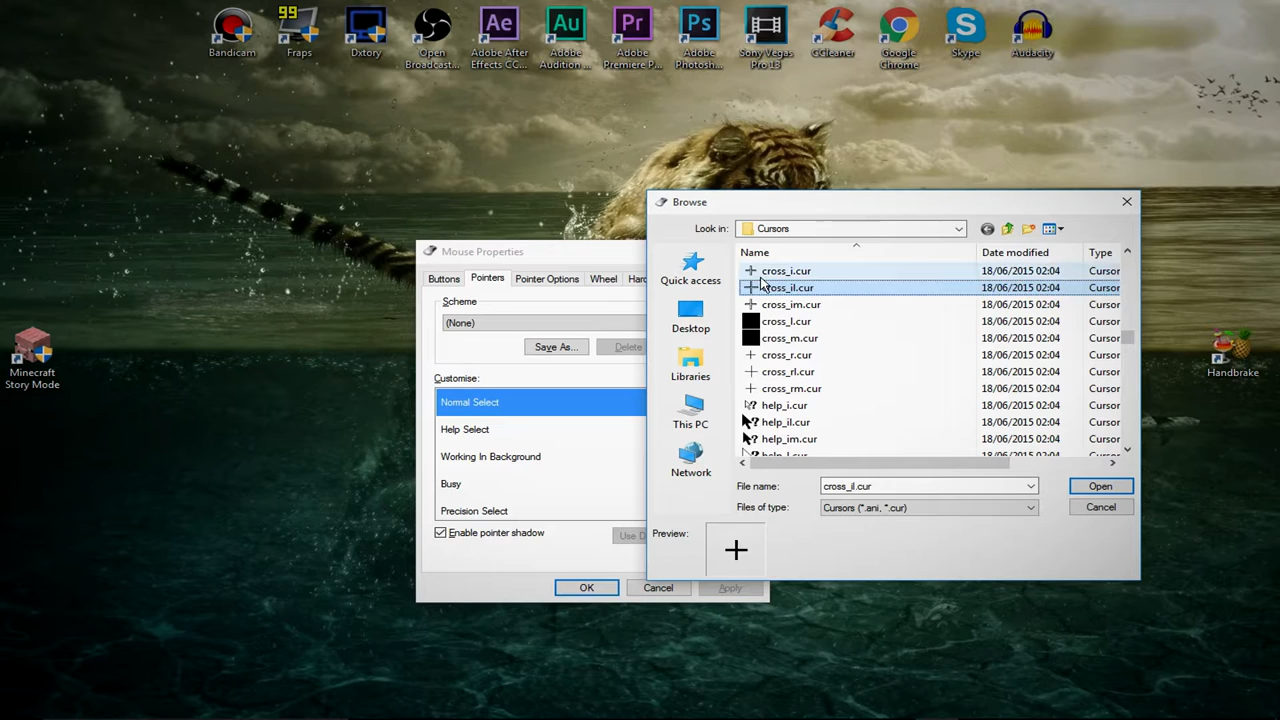 99
Bandicam
Fraps
Dxtory
Open
Broadcast...
Ae
Adobe After
Effects CC...
Au
Adobe
Audition ...
Pr
Adobe
Premiere P...
Ps
Adobe
Photosh...
Sony Vegas
Pro 13
CCleaner
Google
Chrome
Skype
Audacity
Minecraft
Story Mode
Handbrake
Mouse Properties
Buttons
Pointers
Pointer Options
Wheel
Hard
Scheme
(None)
Save As...
Delete
Customise:
Normal Select
Help Select
Working In Background
Busy
Precision Select
Enable pointer shadow
Use D
OK
Cancel
Apply
Browse
Look in:
Cursors
Quick access
Desktop
Libraries
This PC
Network
Name
Date modified
Type
cross_i.cur 18/06/2015 02:04 Cursor
cross_il.cur 18/06/2015 02:04 Cursor
cross_im.cur 18/06/2015 02:04 Cursor
cross_l.cur 18/06/2015 02:04 Cursor
cross_m.cur 18/06/2015 02:04 Cursor
cross_r.cur 18/06/2015 02:04 Cursor
cross_rl.cur 18/06/2015 02:04 Cursor
cross_rm.cur 18/06/2015 02:04 Cursor
help_i.cur 18/06/2015 02:04 Cursor
help_il.cur 18/06/2015 02:04 Cursor
help_im.cur 18/06/2015 02:04 Cursor
help_l.cur 18/06/2015 02:04 Cursor
File name:
cross_il.cur
Open
Files of type:
Cursors (*.ani, *.cur)
Cancel
Preview: